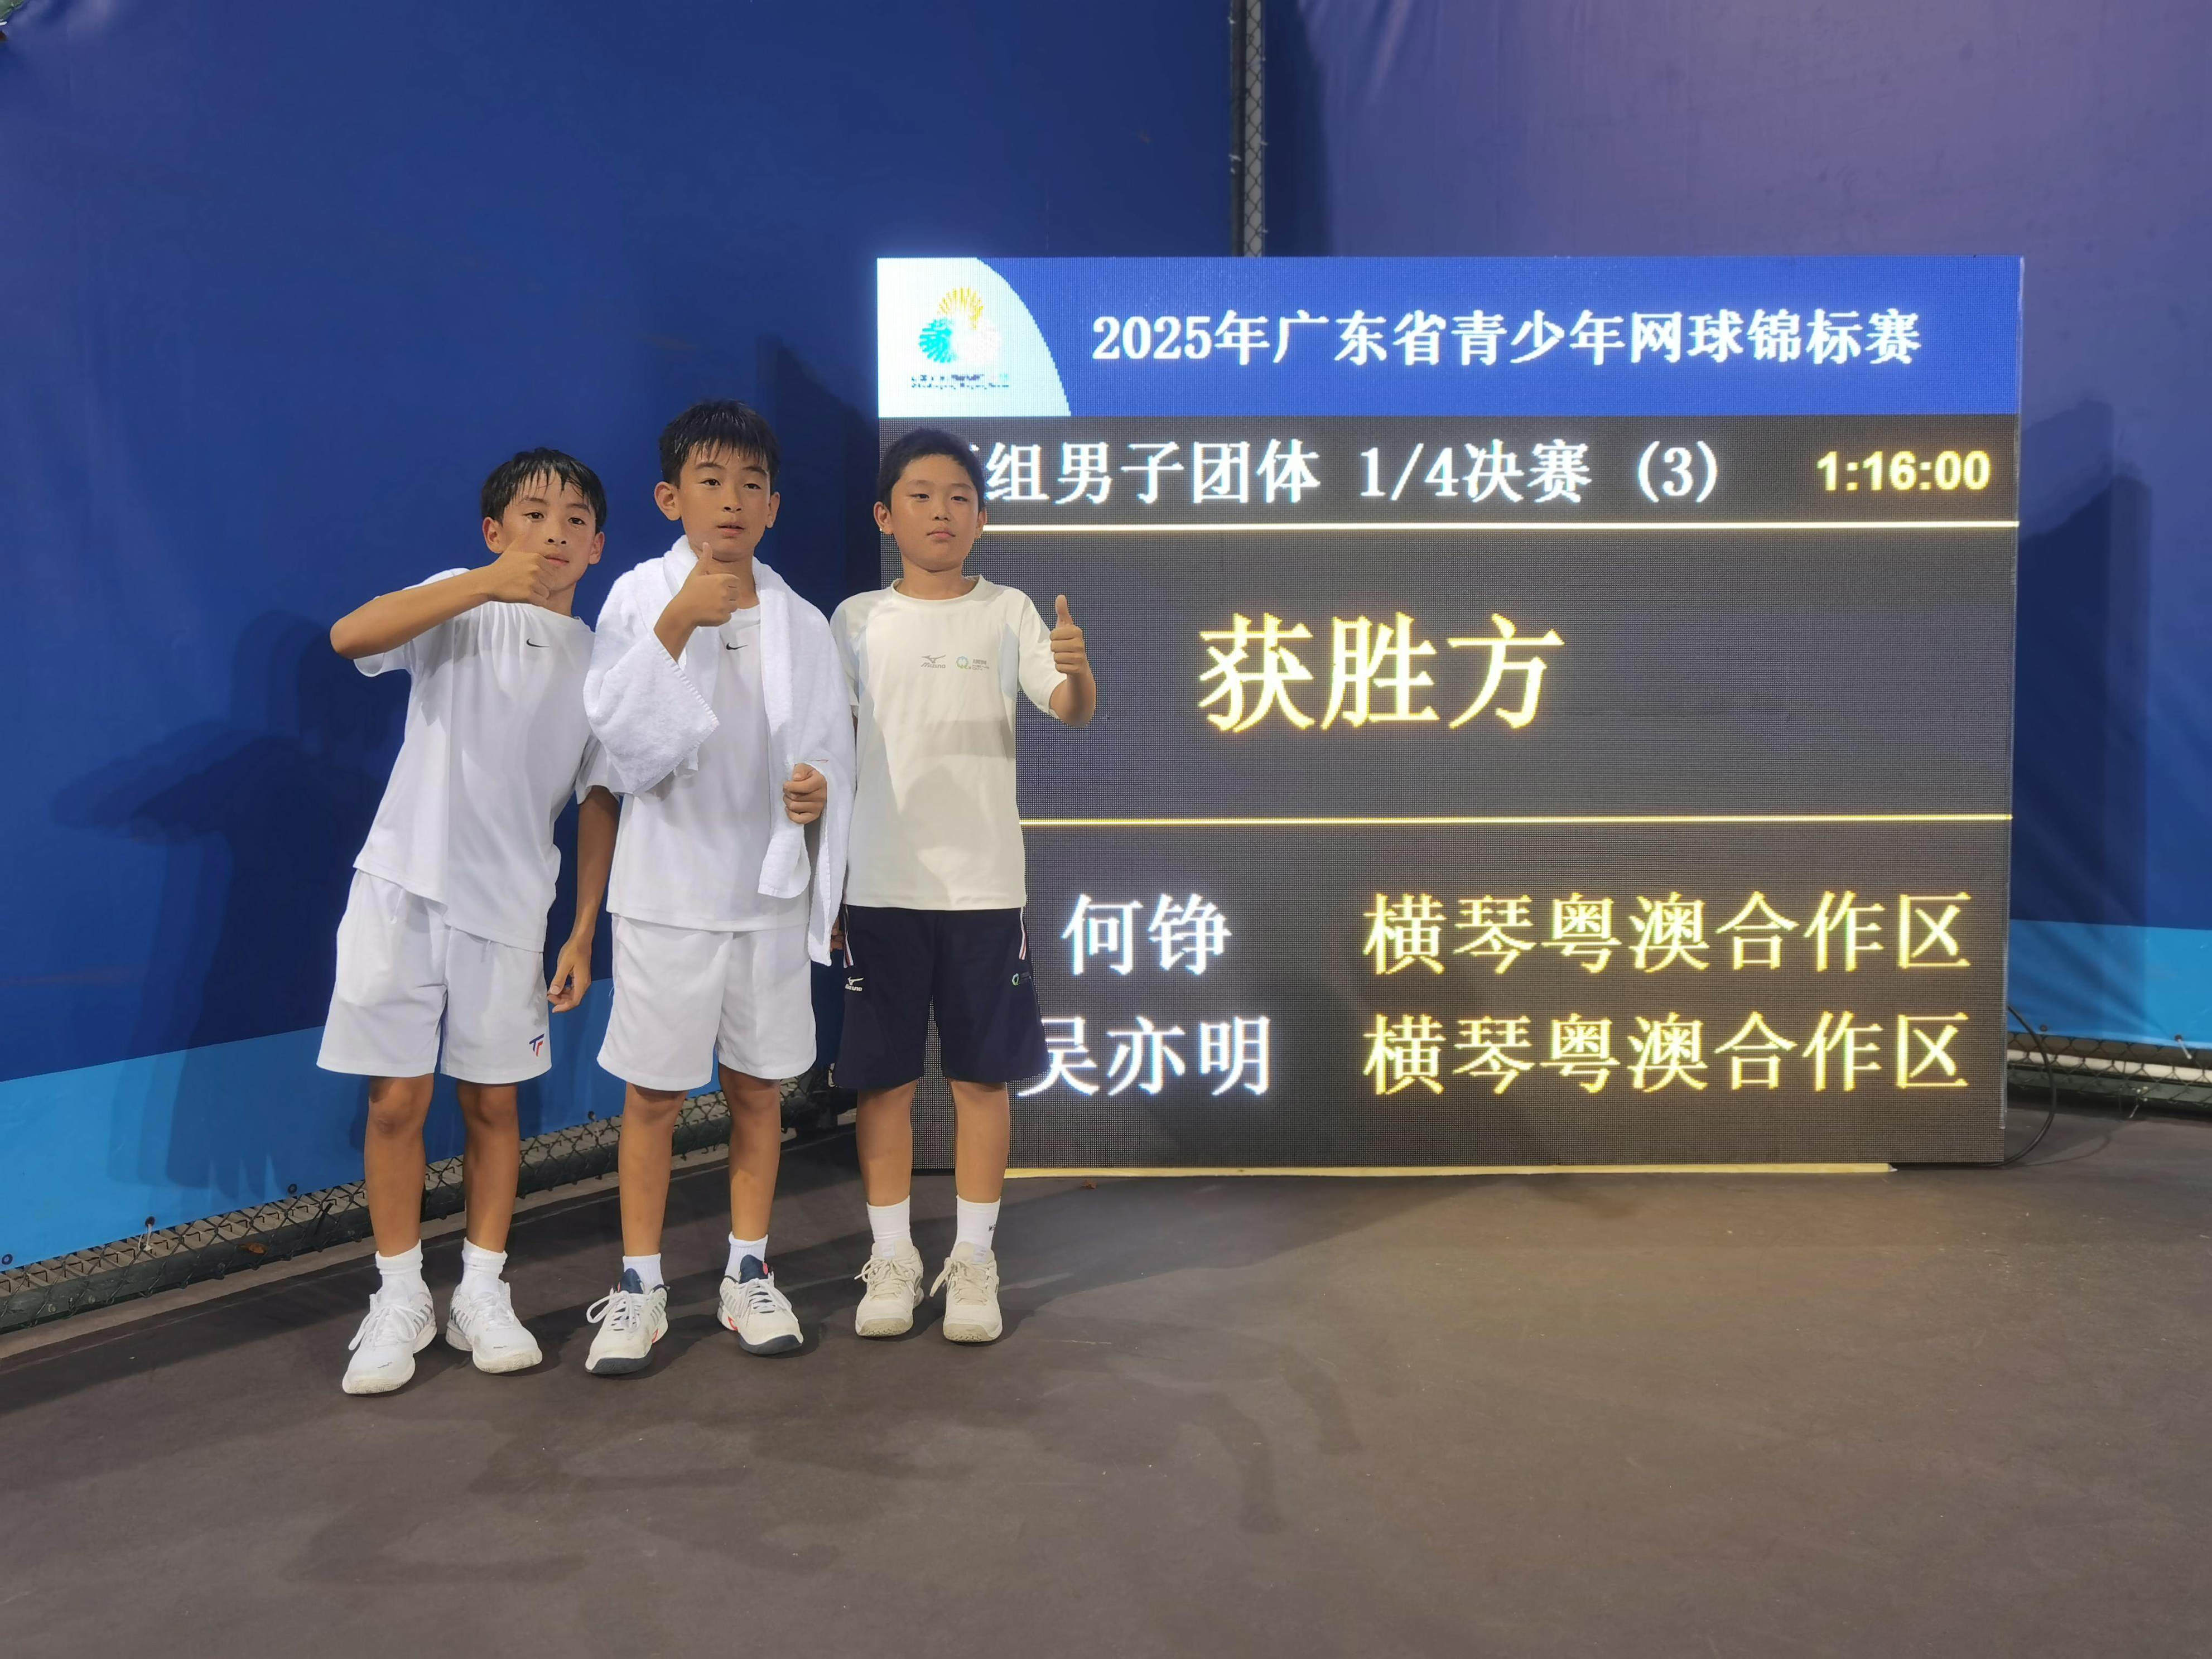 2025年广东省青少年网球锦标赛
组男子团体 1/4决赛 (3) 1:16:00
获胜方
何铮 横琴粤澳合作区
吴亦明 横琴粤澳合作区
Mizuno